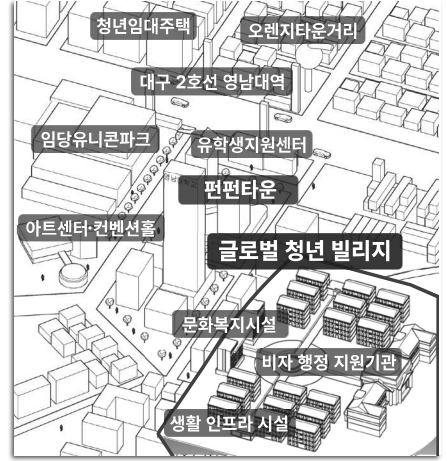 청년임대주택
오렌지타운거리
대구 2호선 영남대역
임당유니콘파크
유학생지원센터
펀펀타운
아트센터·컨벤션홀
글로벌 청년 빌리지
문화복지시설
비자 행정 지원기관
생활 인프라 시설